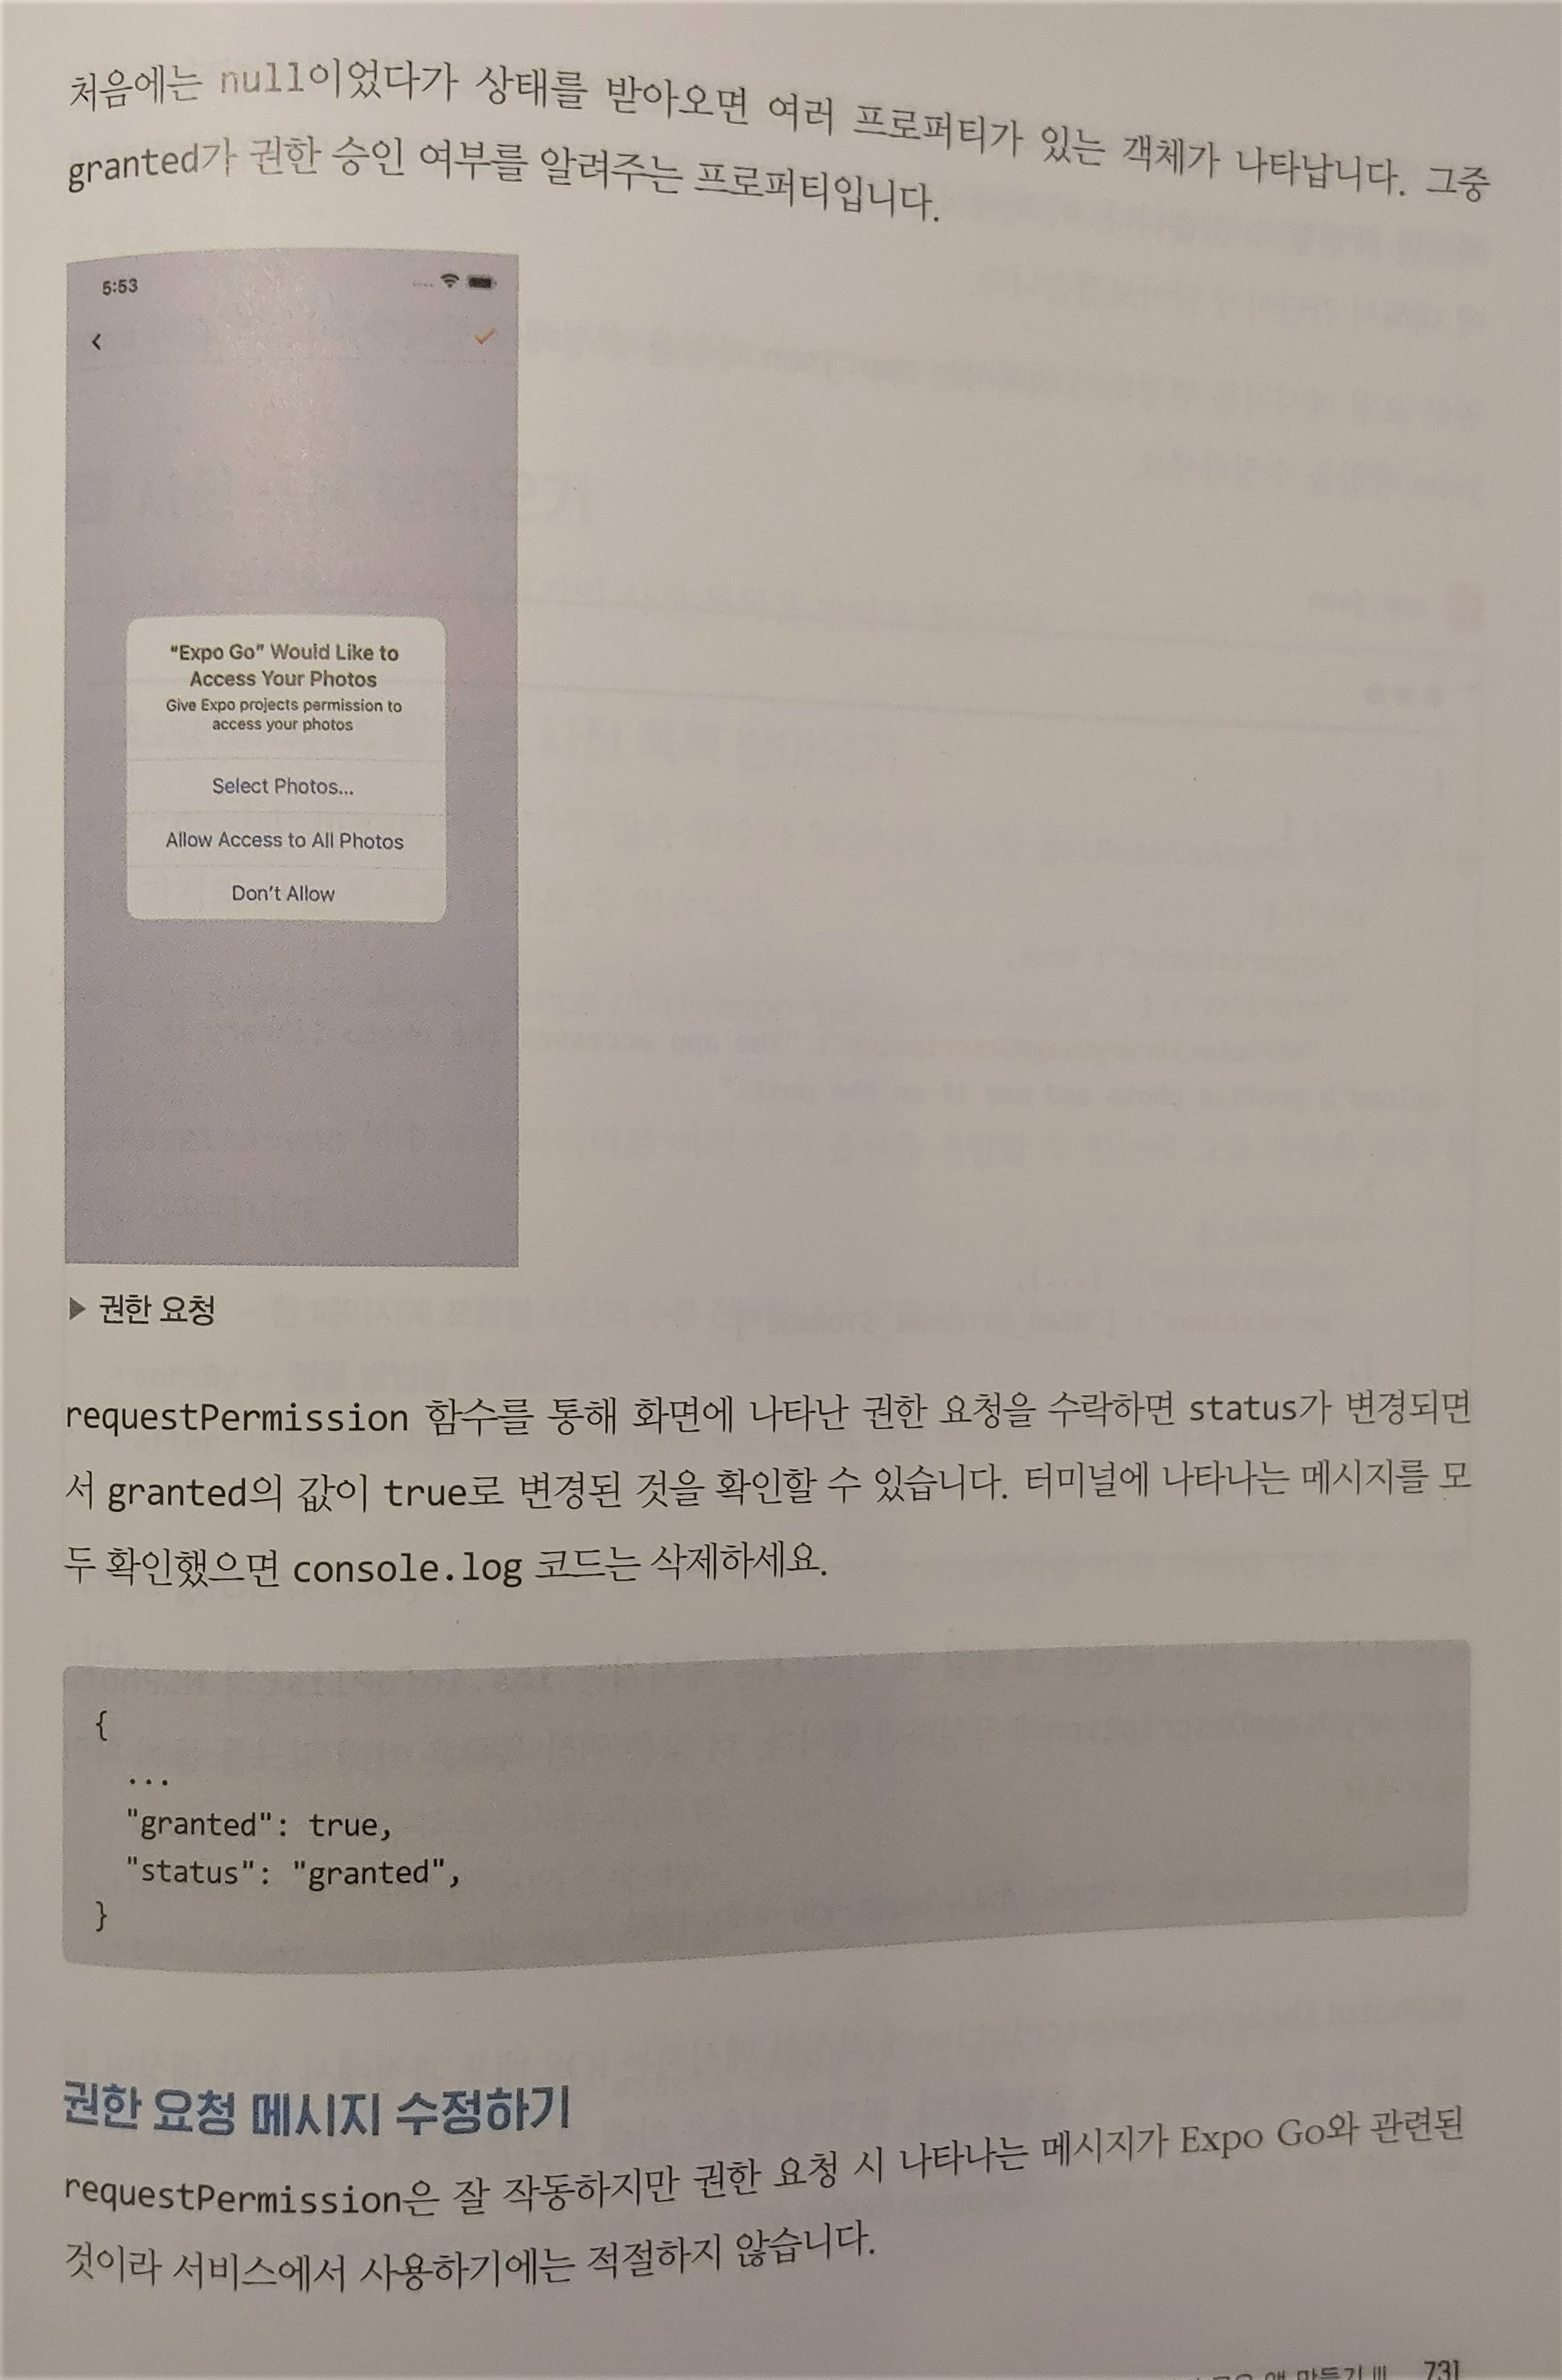 처음에는 null이었다가 상태를 받아오면 여러 프로퍼티가 있는 객체가 나타납니다. 그중
granted가 권한 승인 여부를 알려주는 프로퍼티입니다.
5:53
“Expo Go” Would Like to
Access Your Photos
Give Expo projects permission to
access your photos
Select Photos...
Allow Access to All Photos
Don’t Allow
▶ 권한 요청
requestPermission 함수를 통해 화면에 나타난 권한 요청을 수락하면 status가 변경되면
서 granted의 값이 true로 변경된 것을 확인할 수 있습니다. 터미널에 나타나는 메시지를 모
두 확인했으면 console.log 코드는 삭제하세요.
{
...
"granted": true,
"status": "granted",
}
권한 요청 메시지 수정하기
requestPermission은 잘 작동하지만 권한 요청 시 나타나는 메시지가 Expo Go와 관련된
것이라 서비스에서 사용하기에는 적절하지 않습니다.
앱 만들기 III 731